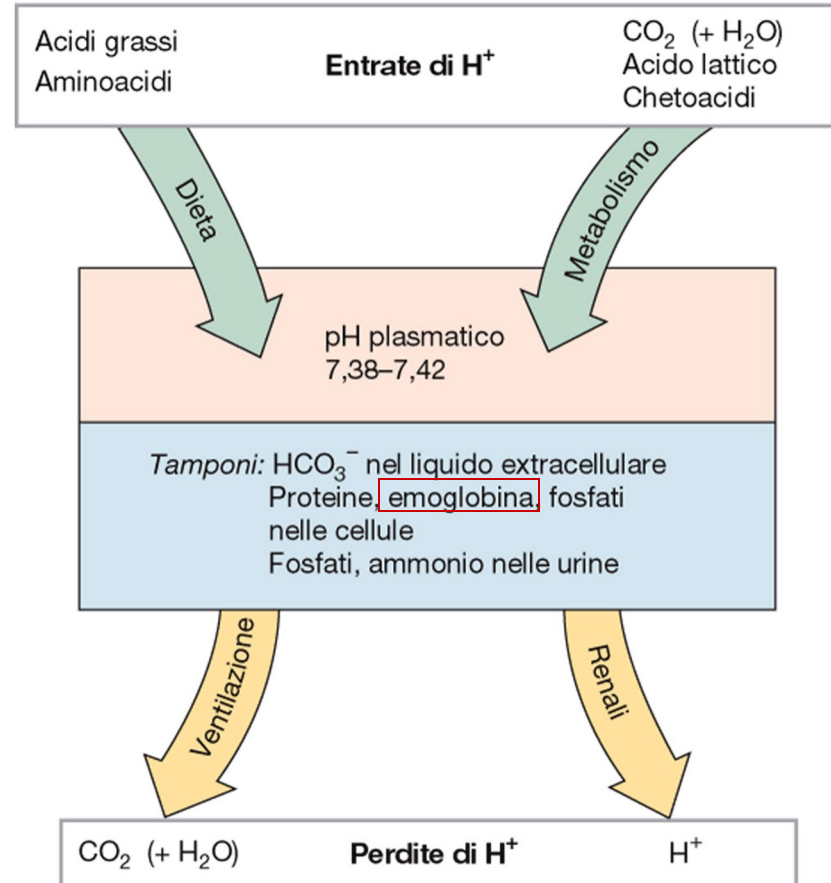 Acidi grassi
Aminoacidi
Entrate di H⁺
CO₂ (+ H₂O)
Acido lattico
Chetoacidi
Dieta
Metabolismo
pH plasmatico
7,38–7,42
Tamponi: HCO₃⁻ nel liquido extracellulare
Proteine, emoglobina, fosfati
nelle cellule
Fosfati, ammonio nelle urine
Ventilazione
Renali
CO₂ (+ H₂O)
Perdite di H⁺
H⁺